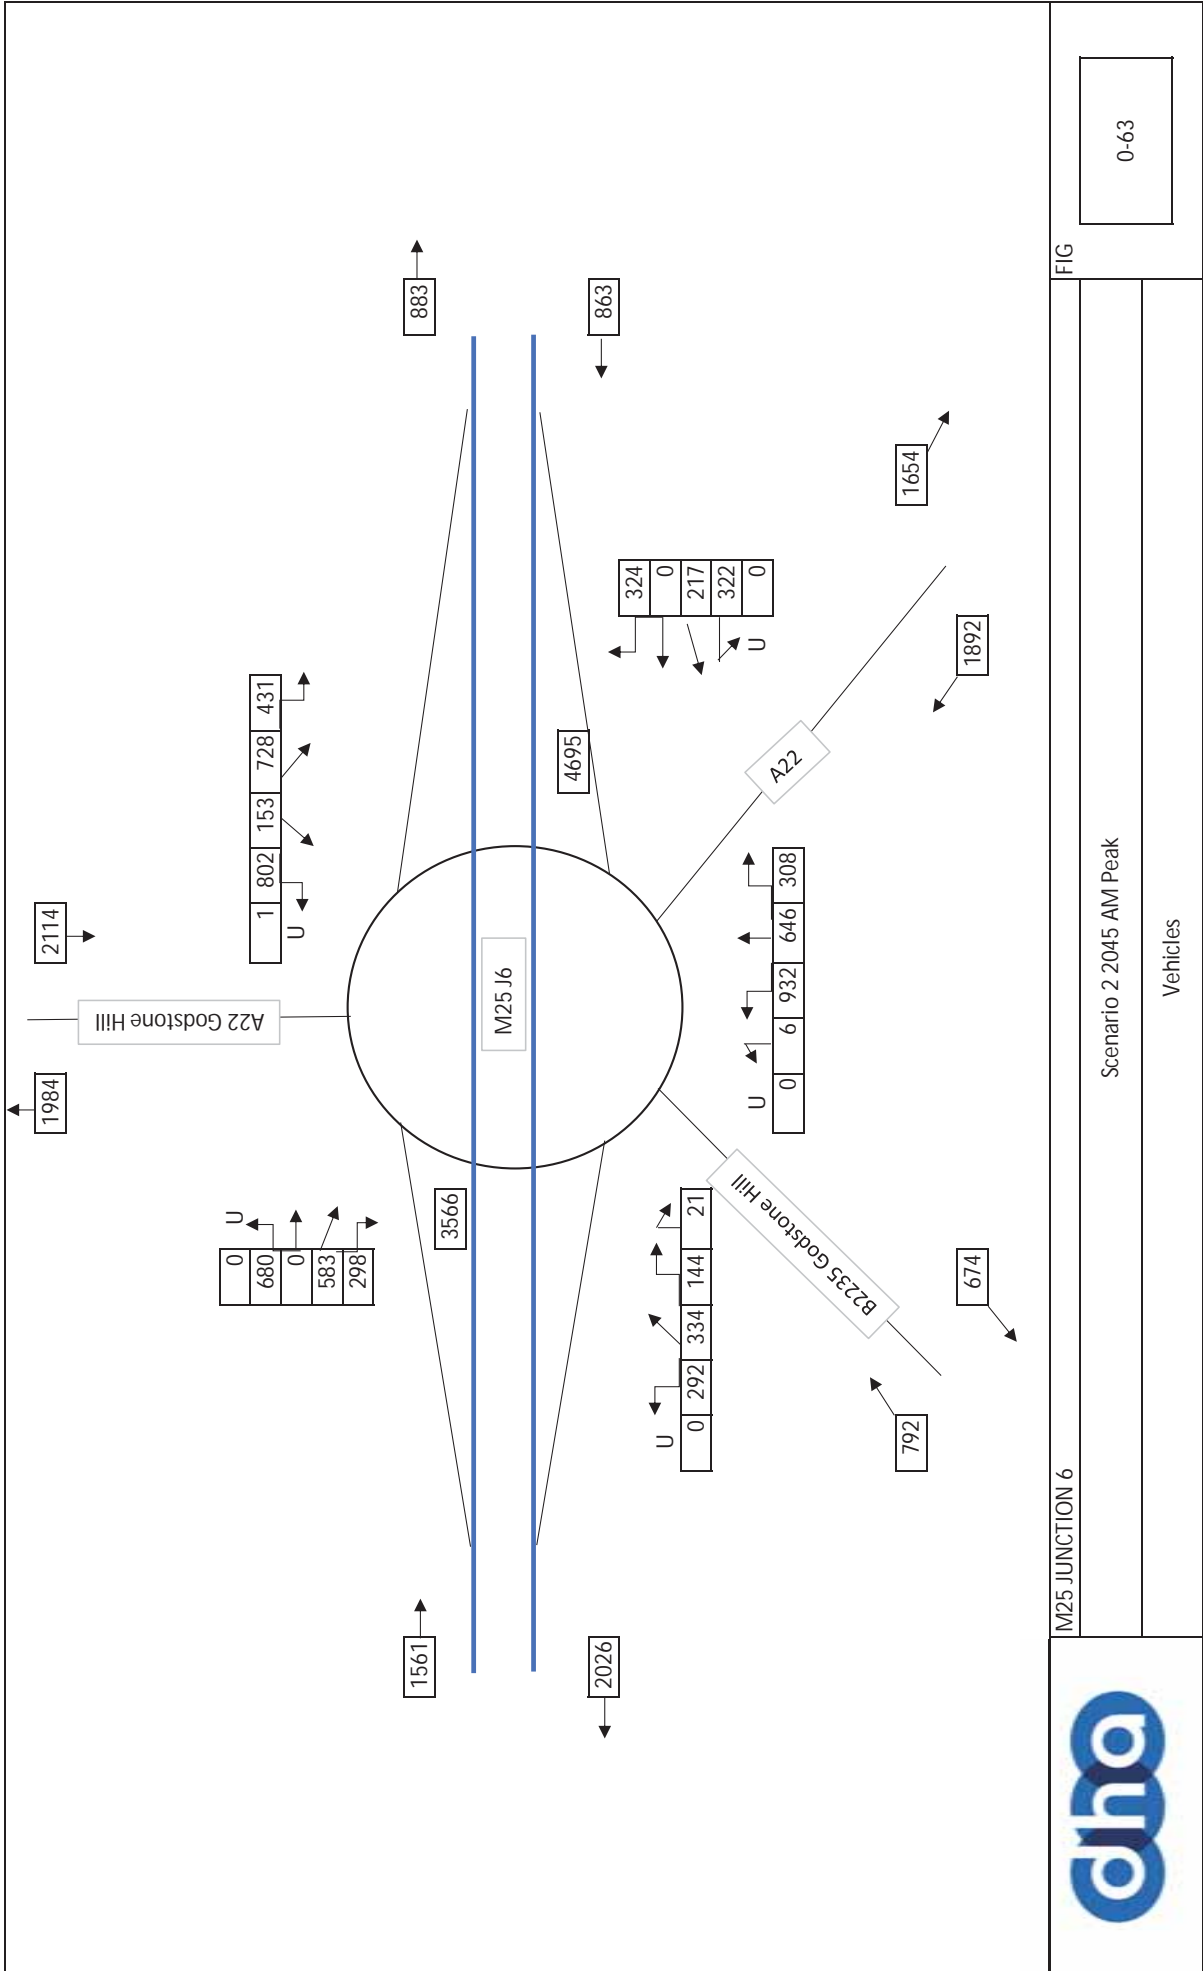 1984
2114
A22 Godstone Hill
1 802 153 728 431
U
0
680
0
583
298
U
1561
883
3566
M25 J6
4695
2026
863
324
0
217
322
0
U
U
0 292 334 144 21
U
0 6 932 646 308
A22
B2235 Godstone Hill
792
1654
674
1892
dha
M25 JUNCTION 6
Scenario 2 2045 AM Peak
Vehicles
FIG
0-63